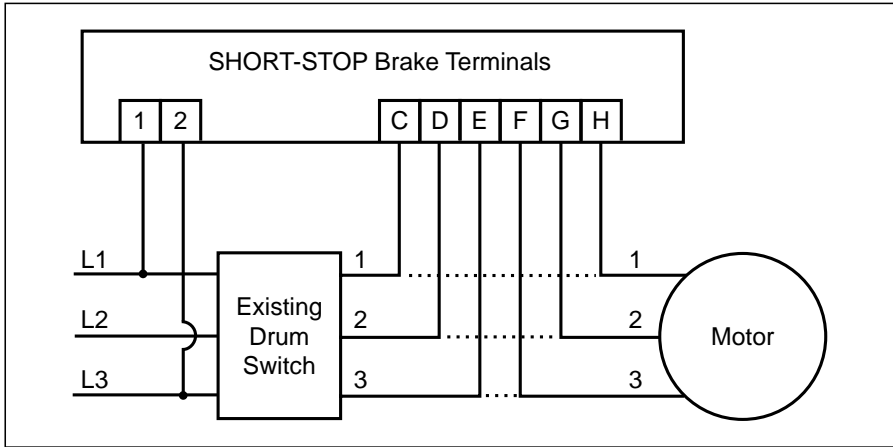 SHORT-STOP Brake Terminals
1 2 C D E F G H
L1 1 1
L2 2 2
L3 3 3
Existing
Drum
Switch
Motor